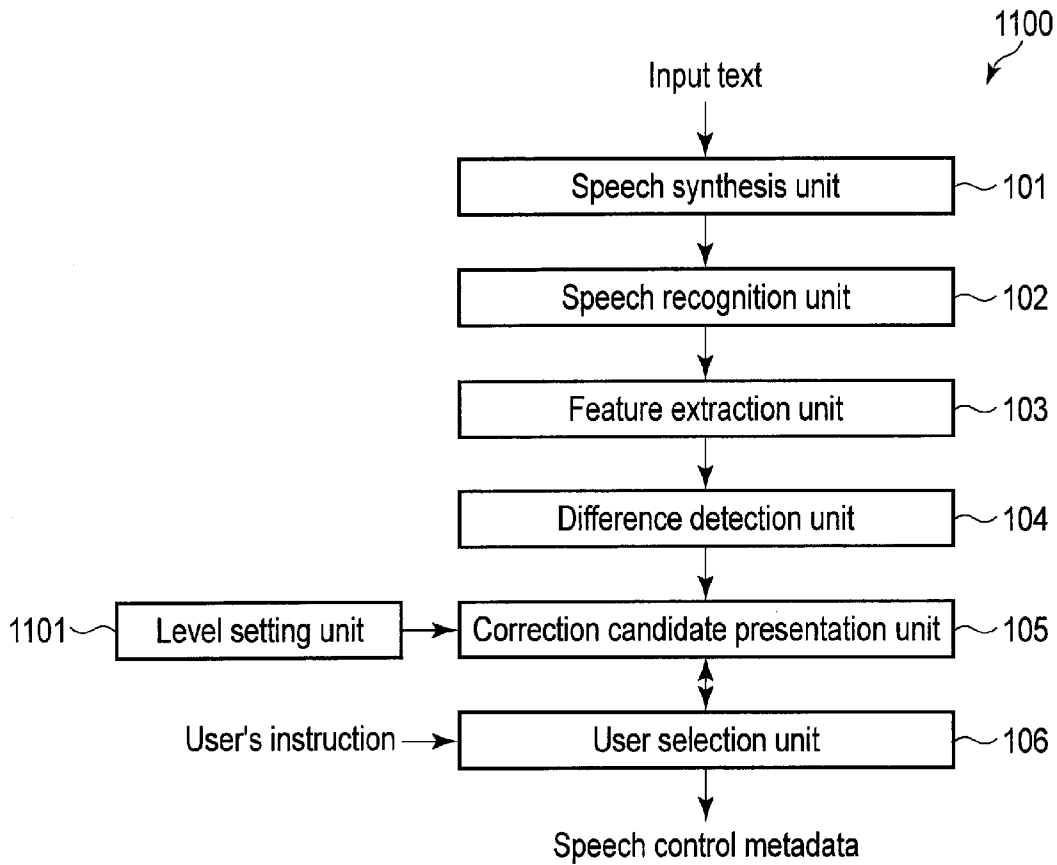 1100
Input text
Speech synthesis unit 101
Speech recognition unit 102
Feature extraction unit 103
Difference detection unit 104
1101 Level setting unit Correction candidate presentation unit 105
User's instruction User selection unit 106
Speech control metadata